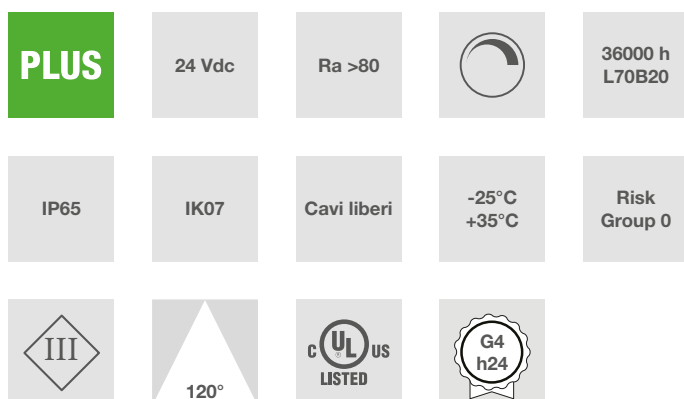 PLUS
24 Vdc
Ra >80
36000 h
L70B20
IP65
IK07
Cavi liberi
-25°C
+35°C
Risk
Group 0
III
120°
C UL US
®
LISTED
G4
h24